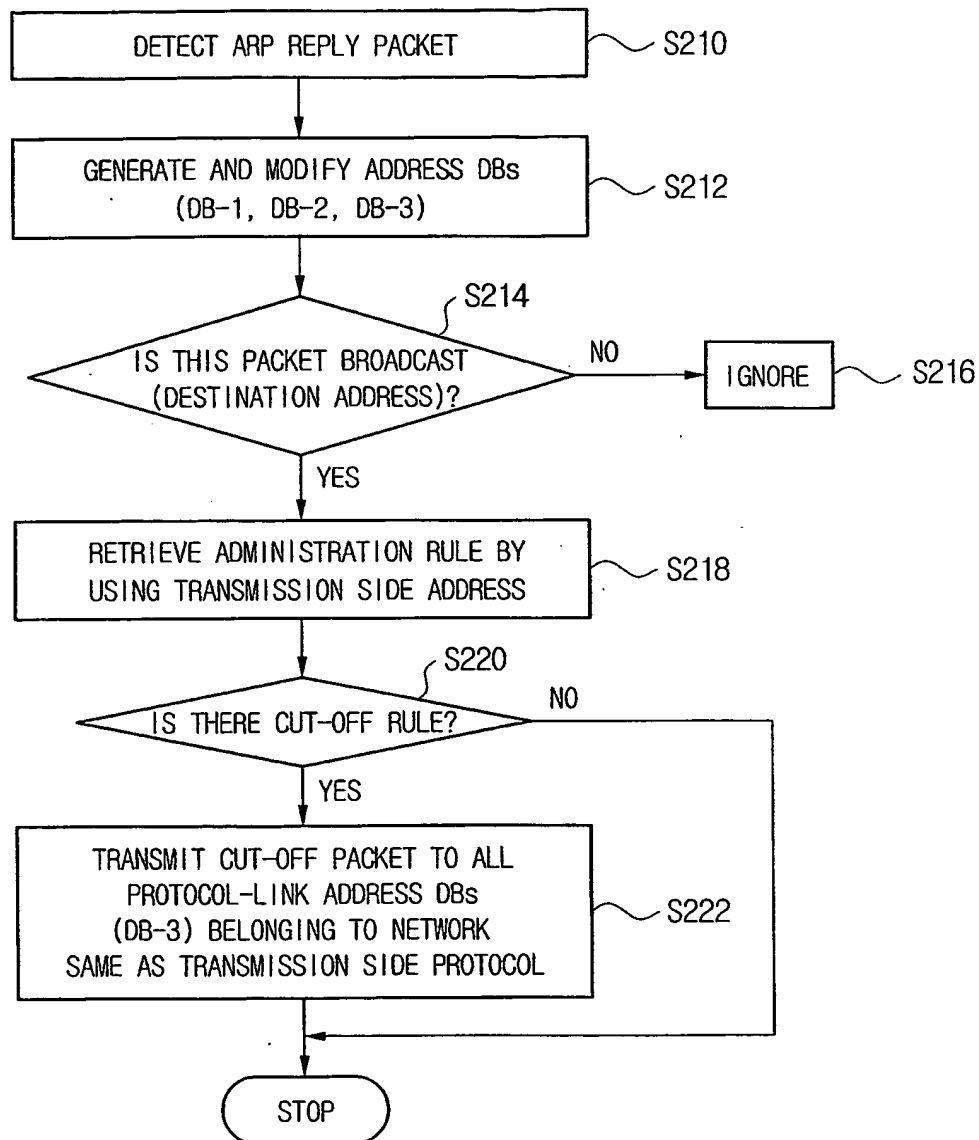 DETECT ARP REPLY PACKET
S210
GENERATE AND MODIFY ADDRESS DBs
(DB-1, DB-2, DB-3)
S212
S214
IS THIS PACKET BROADCAST
(DESTINATION ADDRESS)?
NO
IGNORE
S216
YES
RETRIEVE ADMINISTRATION RULE BY
USING TRANSMISSION SIDE ADDRESS
S218
S220
IS THERE CUT-OFF RULE?
NO
YES
TRANSMIT CUT-OFF PACKET TO ALL
PROTOCOL-LINK ADDRESS DBs
(DB-3) BELONGING TO NETWORK
SAME AS TRANSMISSION SIDE PROTOCOL
S222
STOP